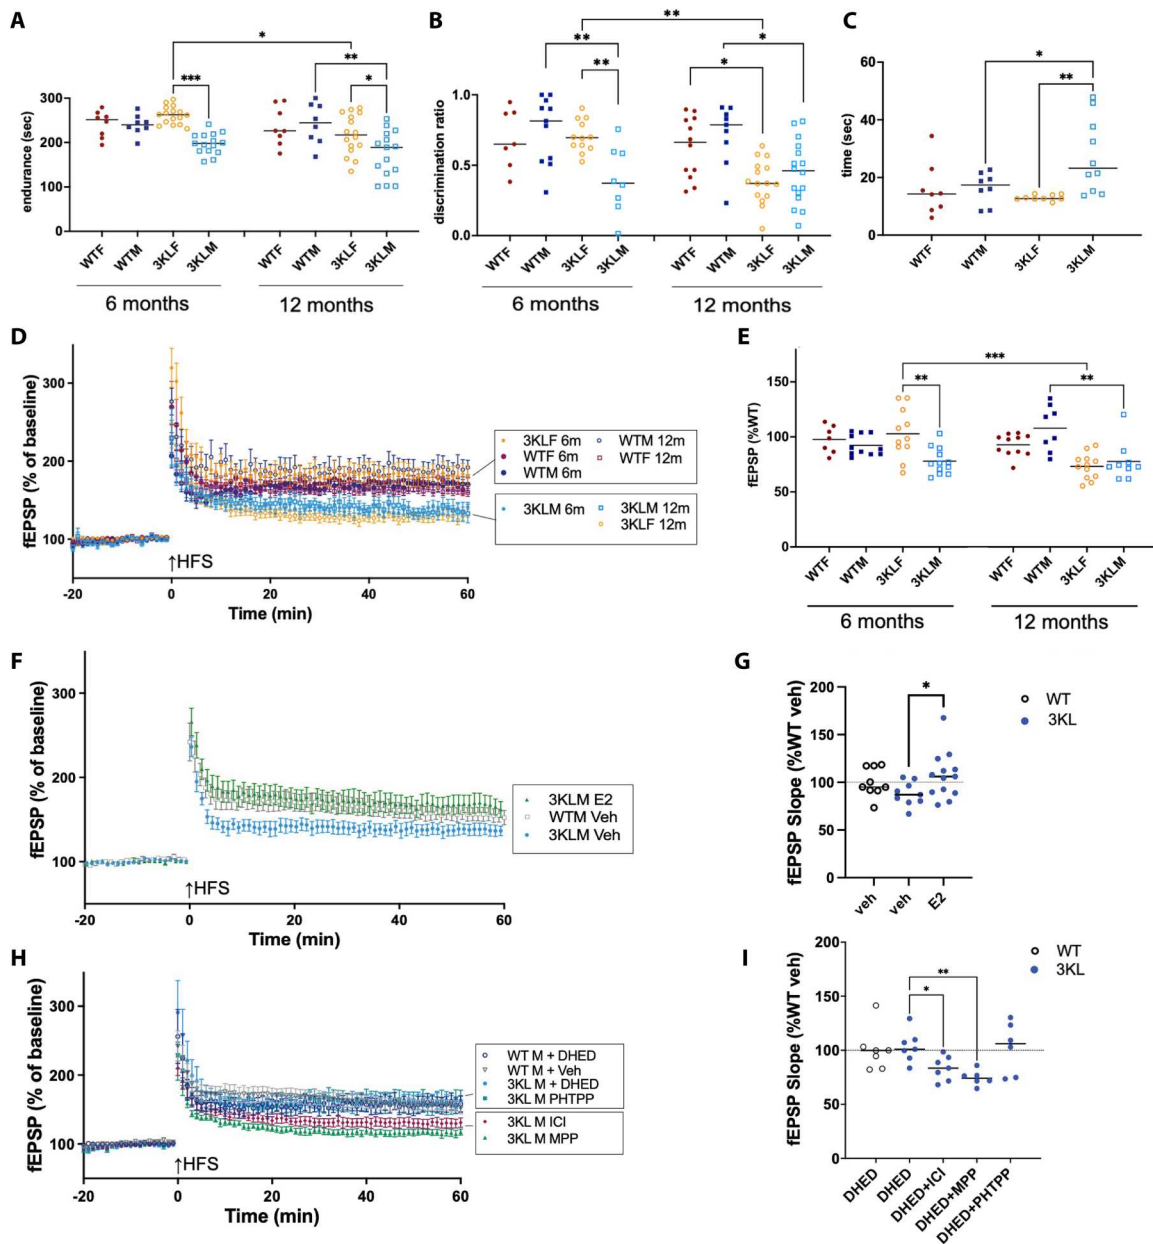 A
B
C
*
**
***
*
endurance (sec)
300
200
100
0
WTF
WTM
3KLF
3KLM
WTF
WTM
3KLF
3KLM
6 months
12 months
**
**
*
**
*
discrimination ratio
1.0
0.5
0.0
WTF
WTM
3KLF
3KLM
WTF
WTM
3KLF
3KLM
6 months
12 months
*
**
time (sec)
60
40
20
0
WTF
WTM
3KLF
3KLM
D
E
fEPSP (% of baseline)
300
200
100
↑HFS
-20
0
20
40
60
Time (min)
3KLF 6m
WTM 12m
WTF 6m
WTF 12m
WTM 6m
3KLM 6m
3KLM 12m
3KLF 12m
***
**
**
fEPSP (%WT)
150
100
50
0
WTF
WTM
3KLF
3KLM
WTF
WTM
3KLF
3KLM
6 months
12 months
F
G
fEPSP (% of baseline)
300
200
100
↑HFS
-20
0
20
40
60
Time (min)
3KLM E2
WTM Veh
3KLM Veh
fEPSP Slope (%WT veh)
200
150
100
50
0
*
WT
3KL
veh
veh
E2
H
I
fEPSP (% of baseline)
300
200
100
↑HFS
-20
0
20
40
60
Time (min)
WT M + DHED
WT M + Veh
3KL M + DHED
3KL M PHTPP
3KL M ICI
3KL M MPP
fEPSP Slope (%WT veh)
200
150
100
50
0
**
*
WT
3KL
DHED
DHED
DHED+ICI
DHED+MPP
DHED+PHTPP